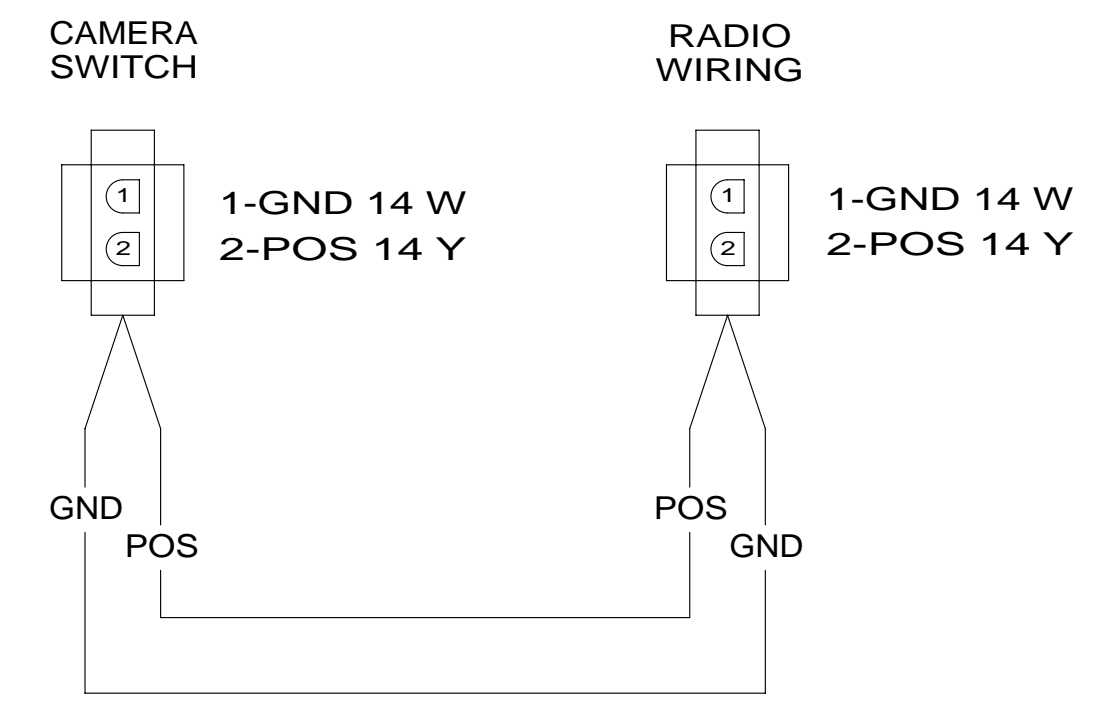 CAMERA
SWITCH
RADIO
WIRING
1
2
1-GND 14 W
2-POS 14 Y
1
2
1-GND 14 W
2-POS 14 Y
GND
POS
POS
GND